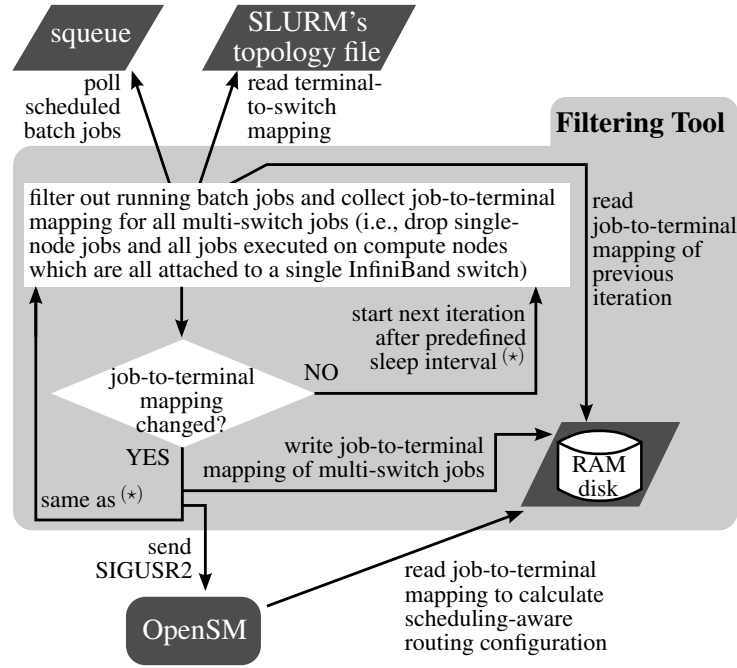 squeue
SLURM's
topology file
poll
scheduled
batch jobs
read terminal-
to-switch
mapping
Filtering Tool
filter out running batch jobs and collect job-to-terminal
mapping for all multi-switch jobs (i.e., drop single-
node jobs and all jobs executed on compute nodes
which are all attached to a single InfiniBand switch)
read
job-to-terminal
mapping of
previous
iteration
start next iteration
after predefined
sleep interval (⋆)
NO
job-to-terminal
mapping
changed?
YES
write job-to-terminal
mapping of multi-switch jobs
RAM
disk
same as (⋆)
send
SIGUSR2
OpenSM
read job-to-terminal
mapping to calculate
scheduling-aware
routing configuration